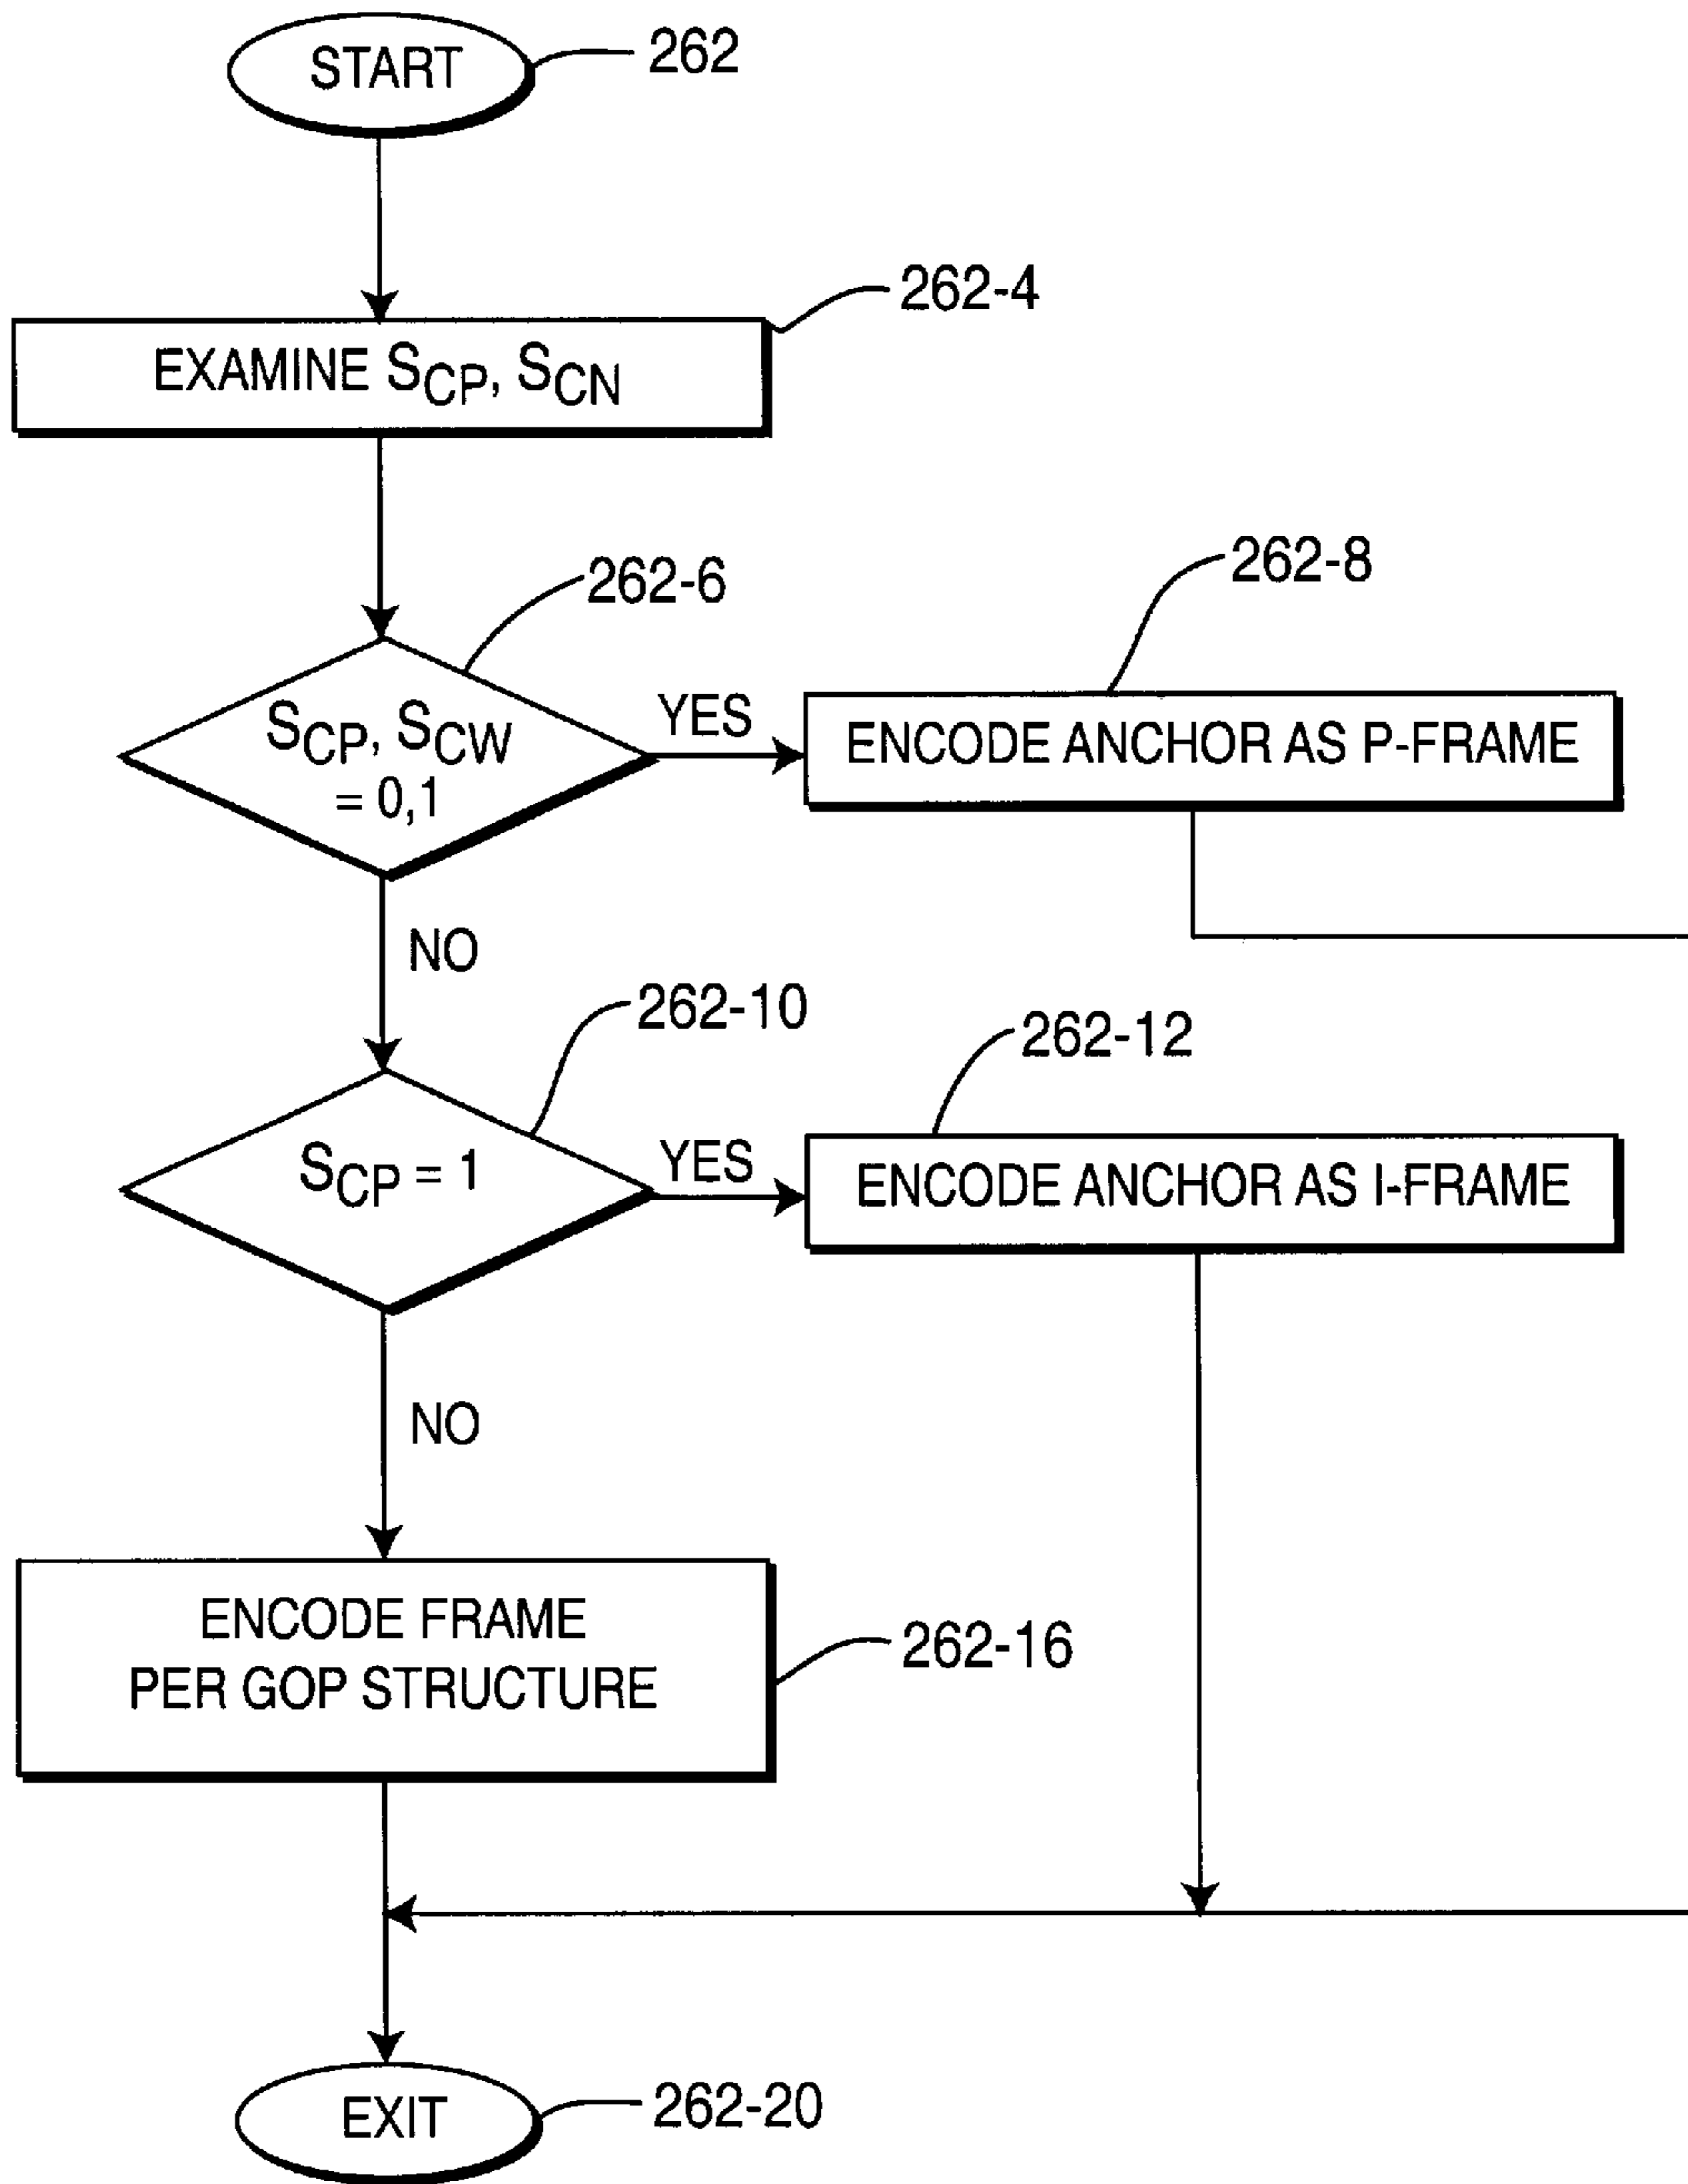 START
262
262-4
EXAMINE SCP, SCN
262-6
262-8
SCP, SCW
= 0,1
YES
ENCODE ANCHOR AS P-FRAME
NO
262-10
262-12
SCP = 1
YES
ENCODE ANCHOR AS I-FRAME
NO
ENCODE FRAME
PER GOP STRUCTURE
262-16
EXIT
262-20